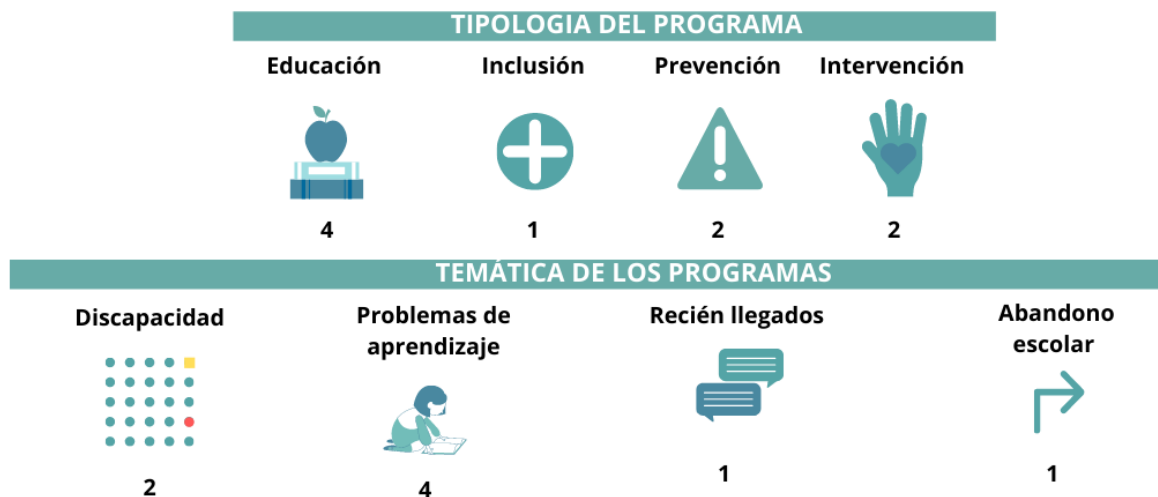 TIPOLOGIA DEL PROGRAMA
Educación Inclusión Prevención Intervención
4 1 2 2
TEMÁTICA DE LOS PROGRAMAS
Discapacidad
Problemas de
aprendizaje
Recién llegados
Abandono
escolar
2 4 1 1